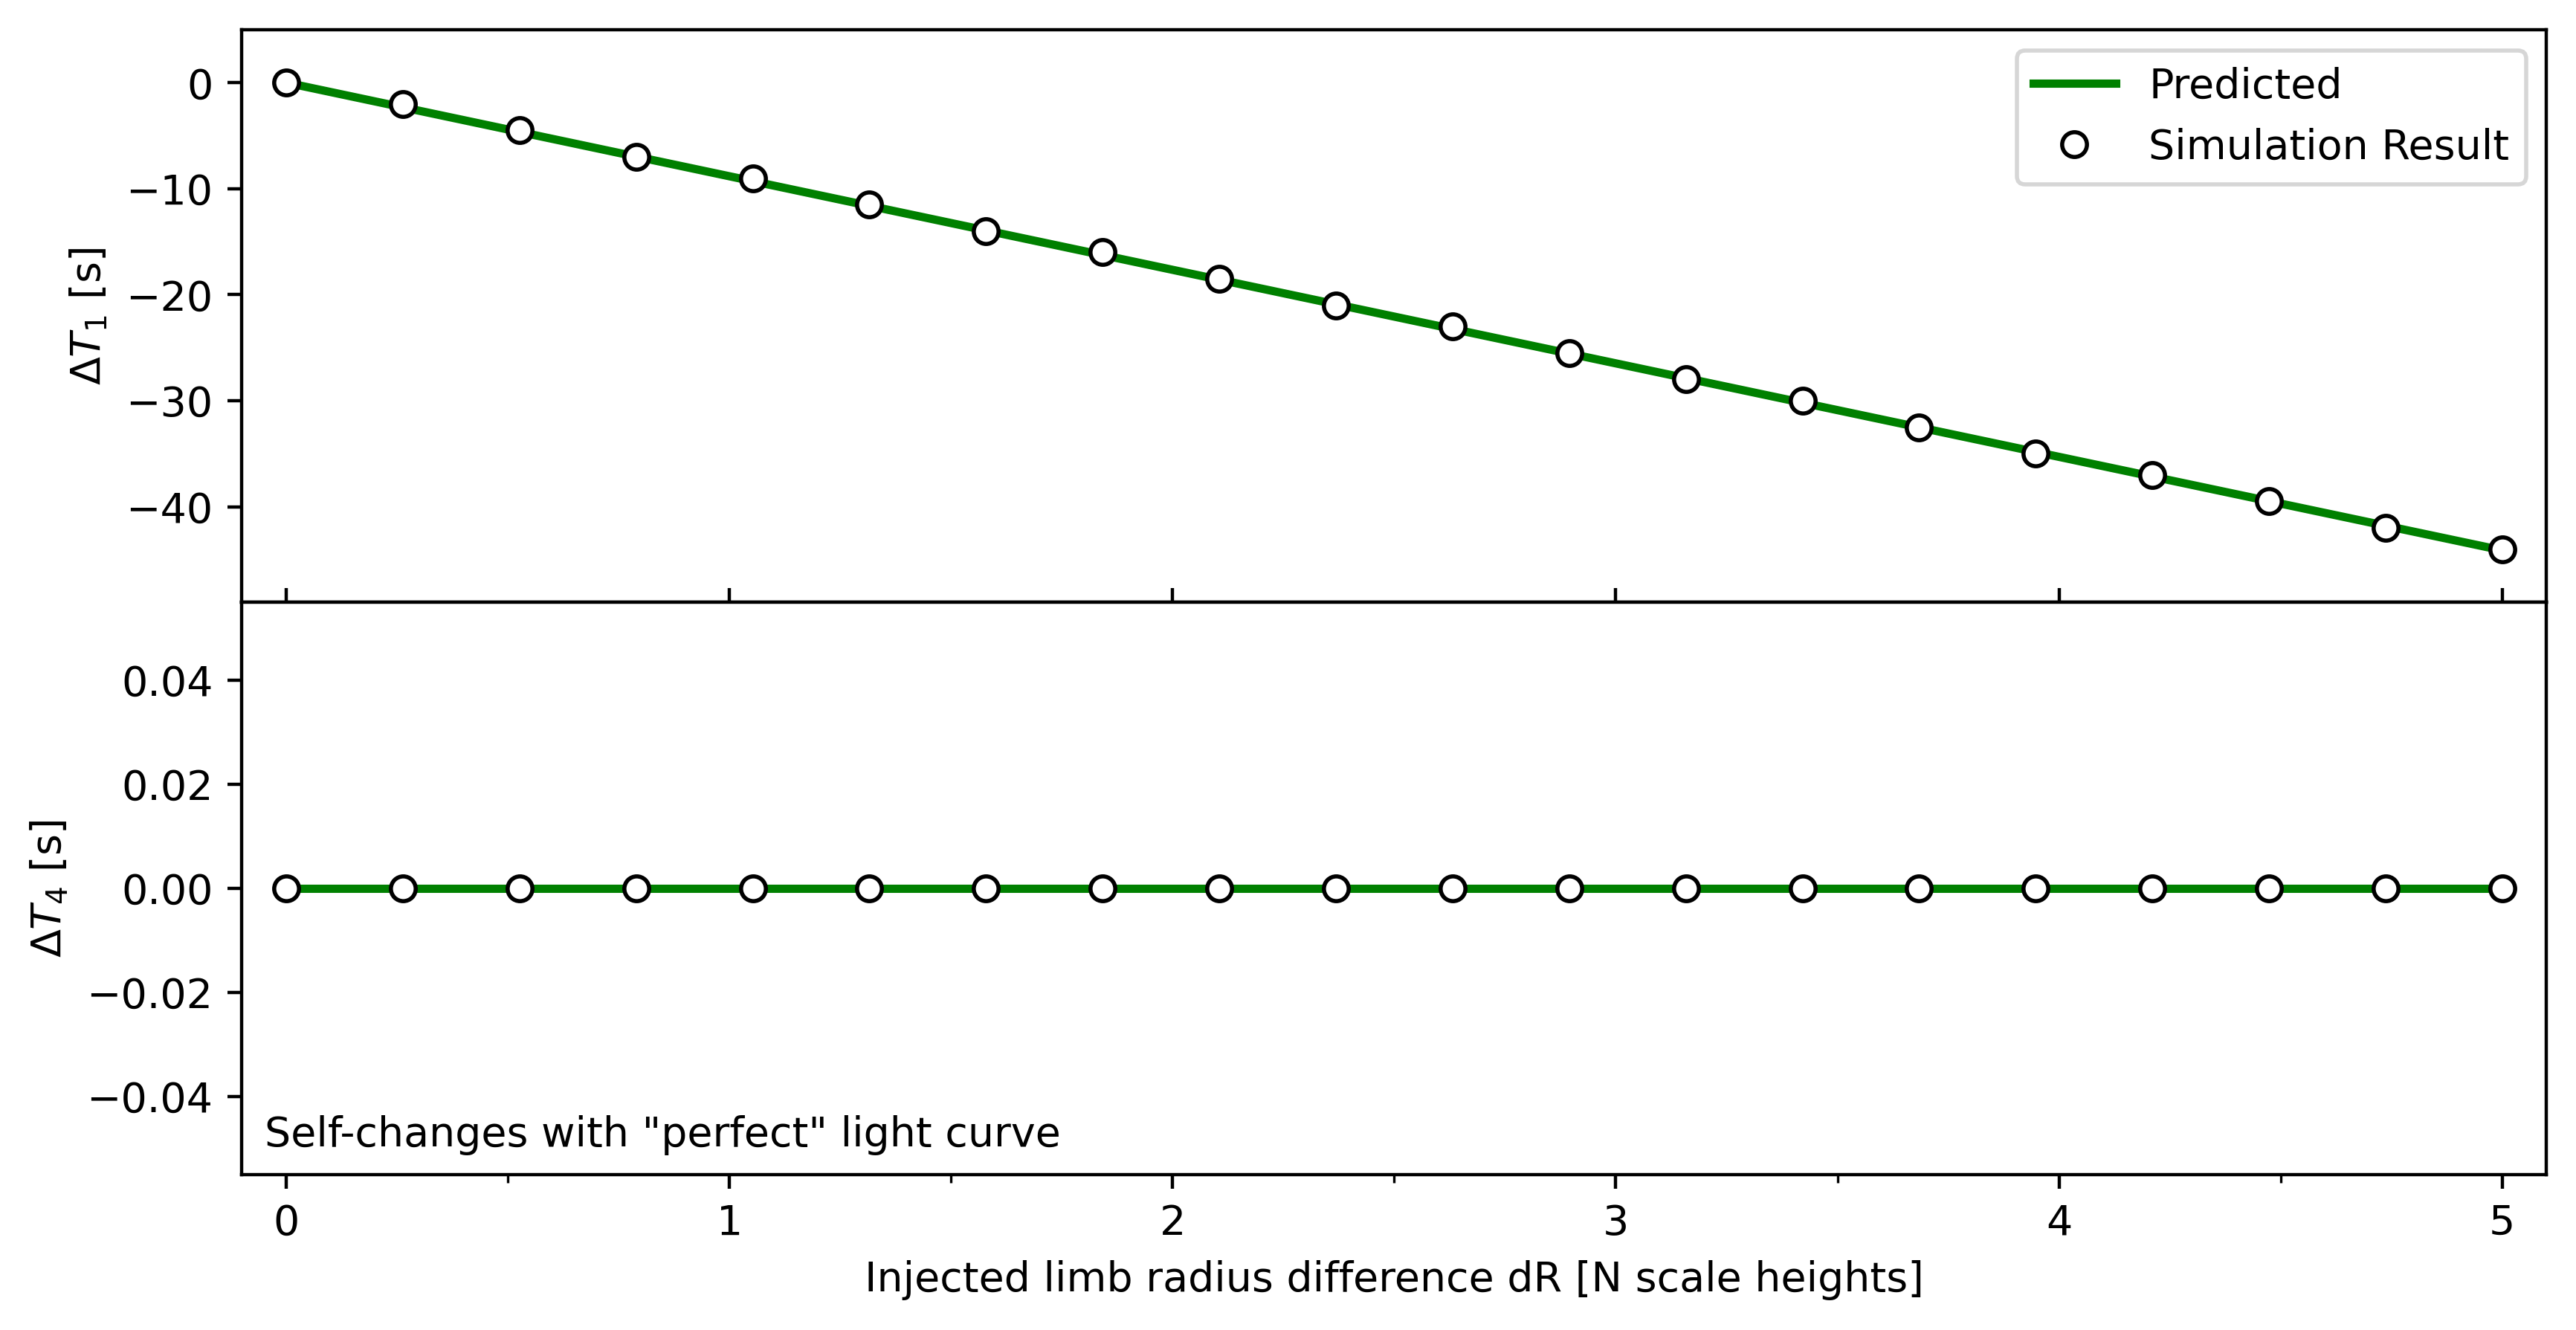 0
−10
−20
−30
−40
ΔT₁ [s]
Predicted
Simulation Result
0.04
0.02
0.00
−0.02
−0.04
ΔT₄ [s]
Self-changes with "perfect" light curve
0 1 2 3 4 5
Injected limb radius difference dR [N scale heights]